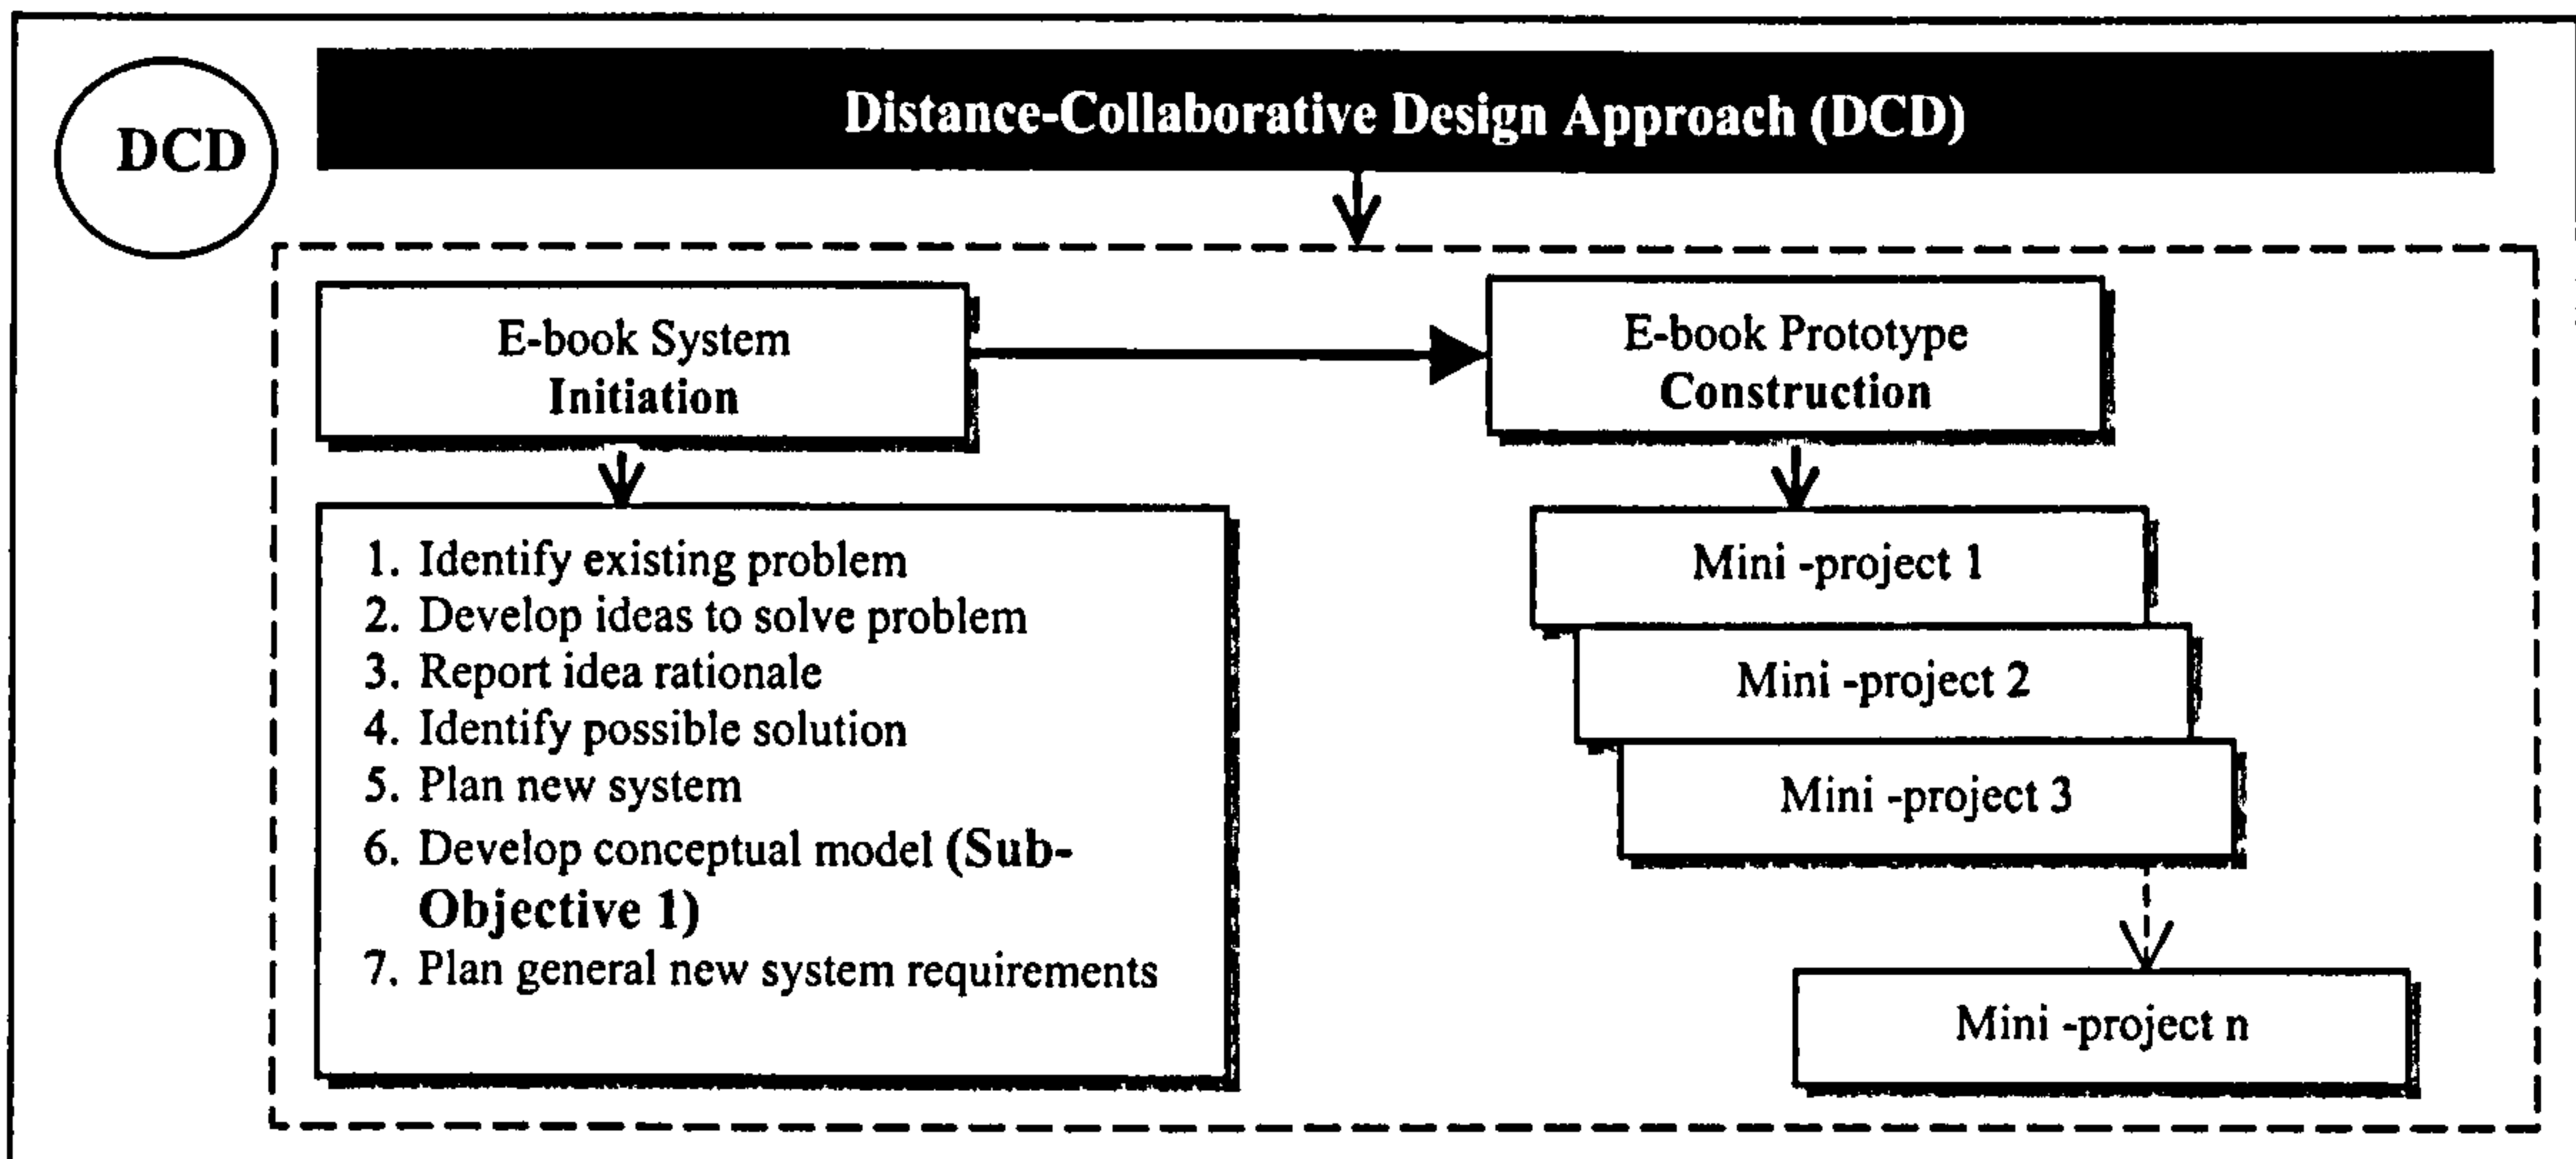 DCD
Distance-Collaborative Design Approach (DCD)
E-book System
Initiation
E-book Prototype
Construction
1. Identify existing problem
2. Develop ideas to solve problem
3. Report idea rationale
4. Identify possible solution
5. Plan new system
6. Develop conceptual model (Sub-
Objective 1)
7. Plan general new system requirements
Mini -project 1
Mini -project 2
Mini -project 3
Mini -project n